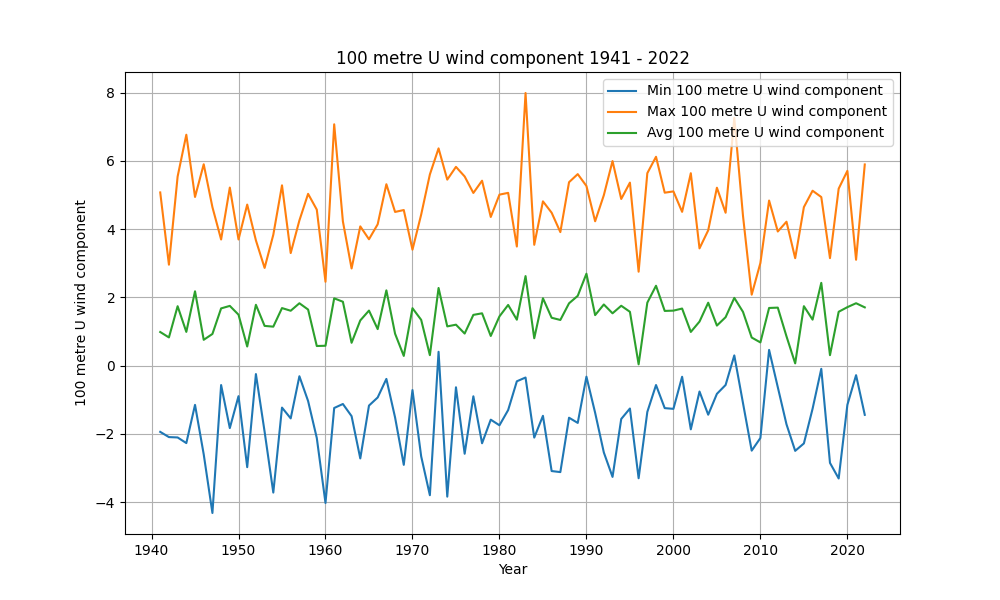 100 metre U wind component 1941 - 2022
Min 100 metre U wind component
Max 100 metre U wind component
Avg 100 metre U wind component
8
6
4
2
0
−2
−4
100 metre U wind component
1940 1950 1960 1970 1980 1990 2000 2010 2020
Year